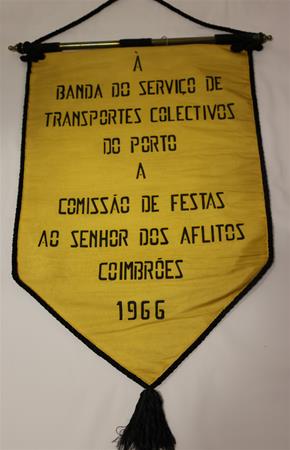 À
BANDA DO SERVIÇO DE
TRANSPORTES COLECTIVOS
DO PORTO
A
COMISSÃO DE FESTAS
AO SENHOR DOS AFLITOS
COIMBRÕES
1966